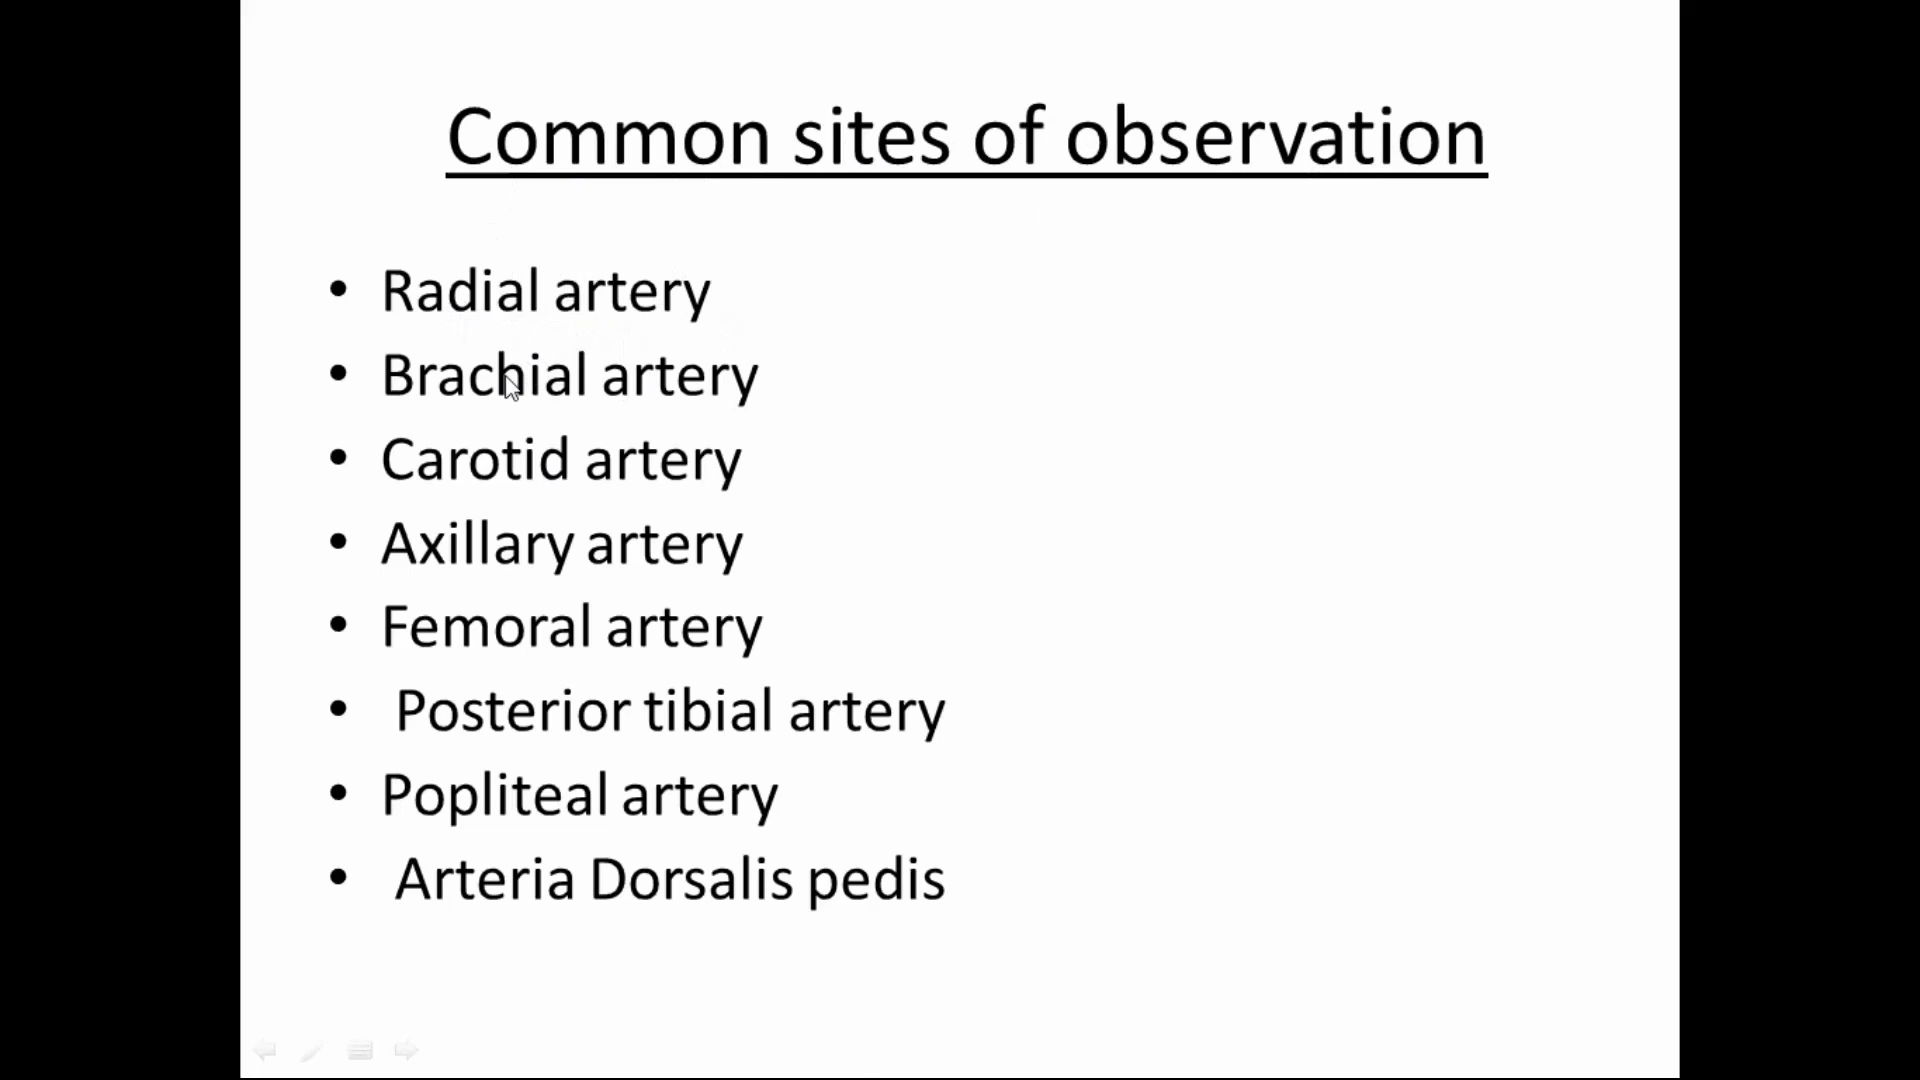 Common sites of observation
• Radial artery
• Brachial artery
• Carotid artery
• Axillary artery
• Femoral artery
• Posterior tibial artery
• Popliteal artery
• Arteria Dorsalis pedis